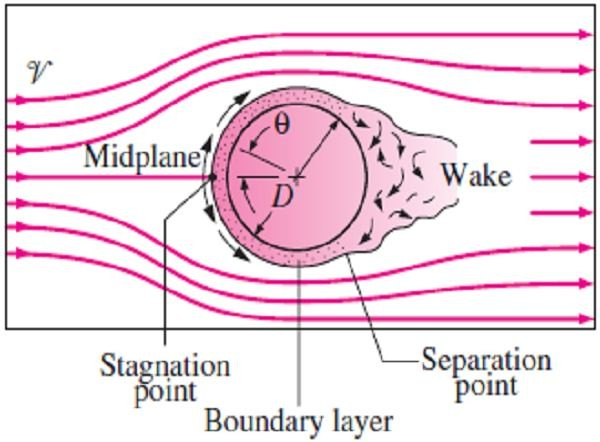 𝒱
θ
Midplane
D
Wake
Stagnation
point
Separation
point
Boundary layer